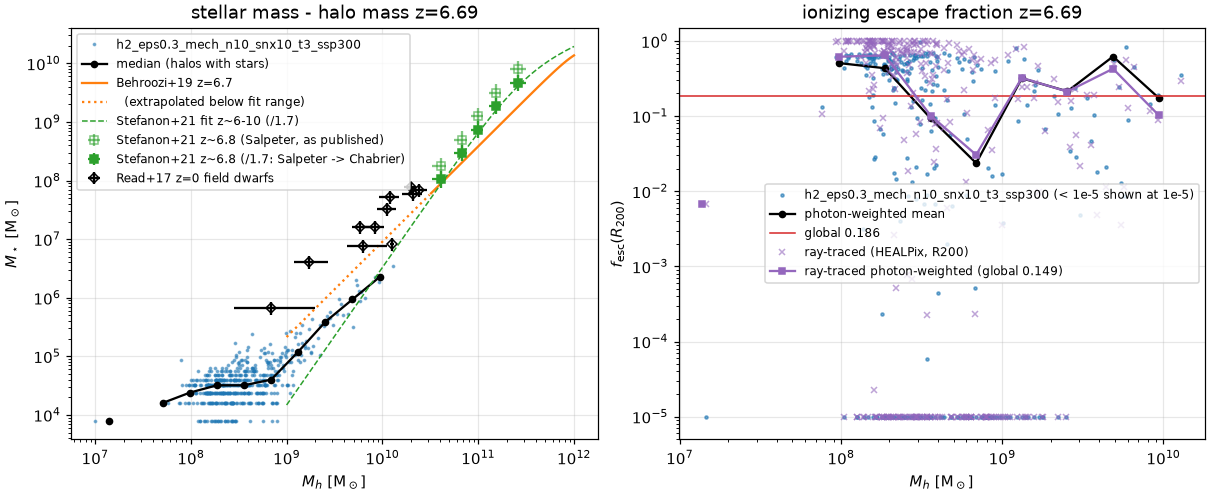 stellar mass - halo mass z=6.69
h2_eps0.3_mech_n10_snx10_t3_ssp300
median (halos with stars)
Behroozi+19 z=6.7
(extrapolated below fit range)
Stefanon+21 fit z~6-10 (/1.7)
Stefanon+21 z~6.8 (Salpeter, as published)
Stefanon+21 z~6.8 (/1.7: Salpeter -> Chabrier)
Read+17 z=0 field dwarfs
M⋆ [M⊙]
10¹⁰
10⁹
10⁸
10⁷
10⁶
10⁵
10⁴
10⁷ 10⁸ 10⁹ 10¹⁰ 10¹¹ 10¹²
Mh [M⊙]
ionizing escape fraction z=6.69
fesc(R200)
10⁰
10⁻¹
10⁻²
10⁻³
10⁻⁴
10⁻⁵
h2_eps0.3_mech_n10_snx10_t3_ssp300 (< 1e-5 shown at 1e-5)
photon-weighted mean
global 0.186
ray-traced (HEALPix, R200)
ray-traced photon-weighted (global 0.149)
10⁷ 10⁸ 10⁹ 10¹⁰
Mh [M⊙]